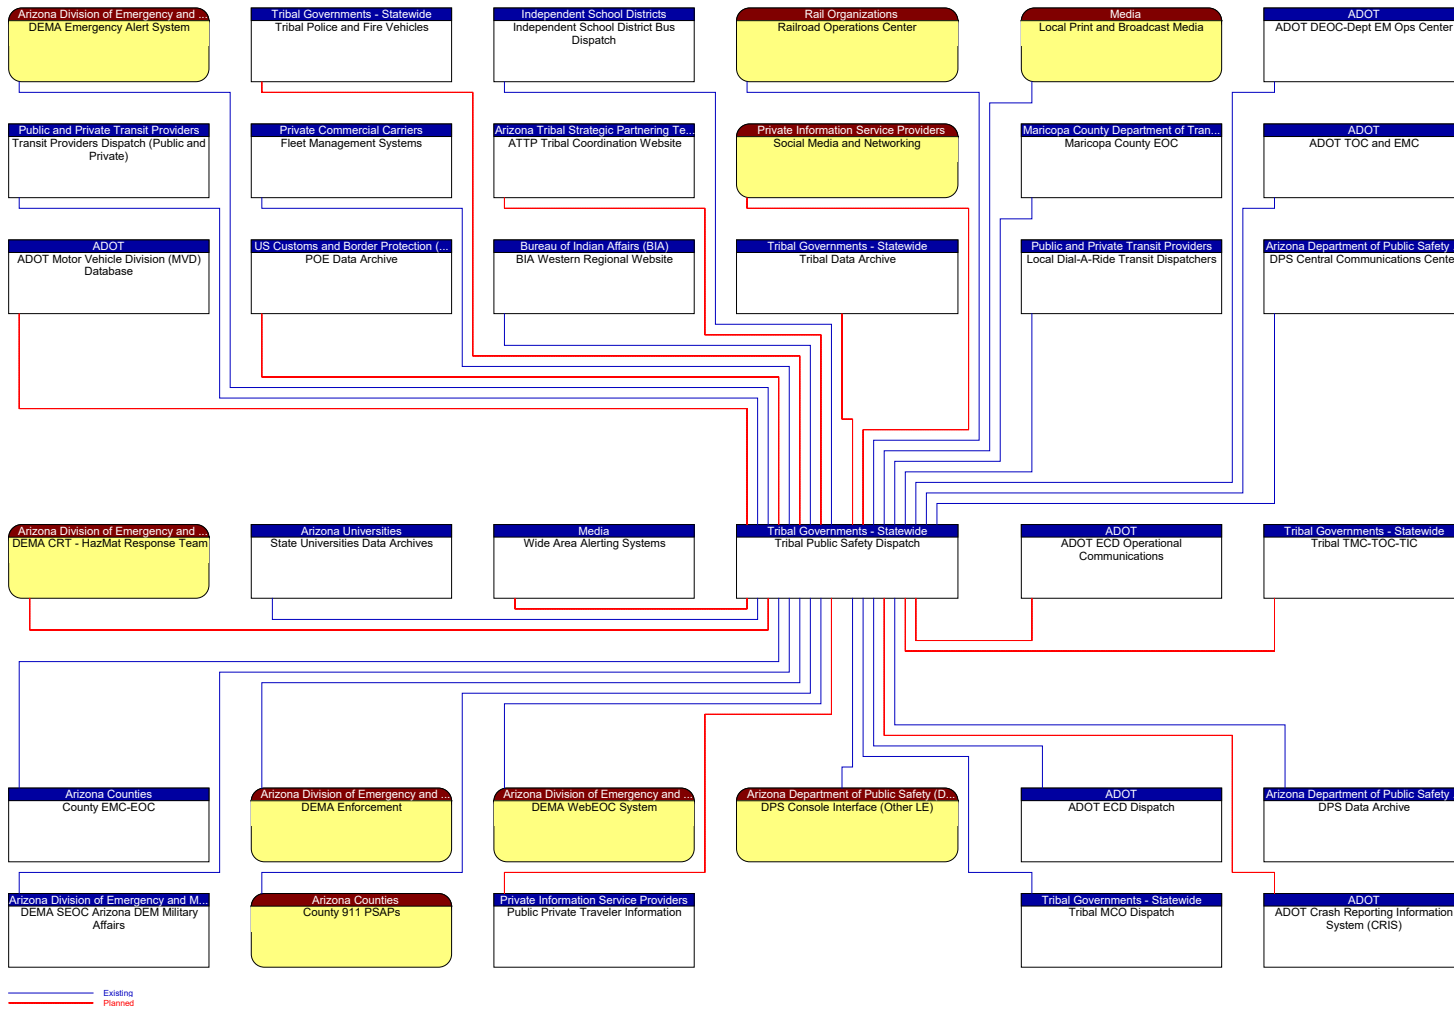 Arizona Division of Emergency and ...
DEMA Emergency Alert System
Tribal Governments - Statewide
Tribal Police and Fire Vehicles
Independent School Districts
Independent School District Bus
Dispatch
Rail Organizations
Railroad Operations Center
Media
Local Print and Broadcast Media
ADOT
ADOT DEOC-Dept EM Ops Center
Public and Private Transit Providers
Transit Providers Dispatch (Public and
Private)
Private Commercial Carriers
Fleet Management Systems
Arizona Tribal Strategic Partnering Te...
ATTP Tribal Coordination Website
Private Information Service Providers
Social Media and Networking
Maricopa County Department of Tran...
Maricopa County EOC
ADOT
ADOT TOC and EMC
ADOT
ADOT Motor Vehicle Division (MVD)
Database
US Customs and Border Protection (...
POE Data Archive
Bureau of Indian Affairs (BIA)
BIA Western Regional Website
Tribal Governments - Statewide
Tribal Data Archive
Public and Private Transit Providers
Local Dial-A-Ride Transit Dispatchers
Arizona Department of Public Safety
DPS Central Communications Cente
Arizona Division of Emergency and ...
DEMA CRT - HazMat Response Team
Arizona Universities
State Universities Data Archives
Media
Wide Area Alerting Systems
Tribal Governments - Statewide
Tribal Public Safety Dispatch
ADOT
ADOT ECD Operational
Communications
Tribal Governments - Statewide
Tribal TMC-TOC-TIC
Arizona Counties
County EMC-EOC
Arizona Division of Emergency and ...
DEMA Enforcement
Arizona Division of Emergency and ...
DEMA WebEOC System
Arizona Department of Public Safety (D...
DPS Console Interface (Other LE)
ADOT
ADOT ECD Dispatch
Arizona Department of Public Safety
DPS Data Archive
Arizona Division of Emergency and M...
DEMA SEOC Arizona DEM Military
Affairs
Arizona Counties
County 911 PSAPs
Private Information Service Providers
Public Private Traveler Information
Tribal Governments - Statewide
Tribal MCO Dispatch
ADOT
ADOT Crash Reporting Information
System (CRIS)
Existing
Planned